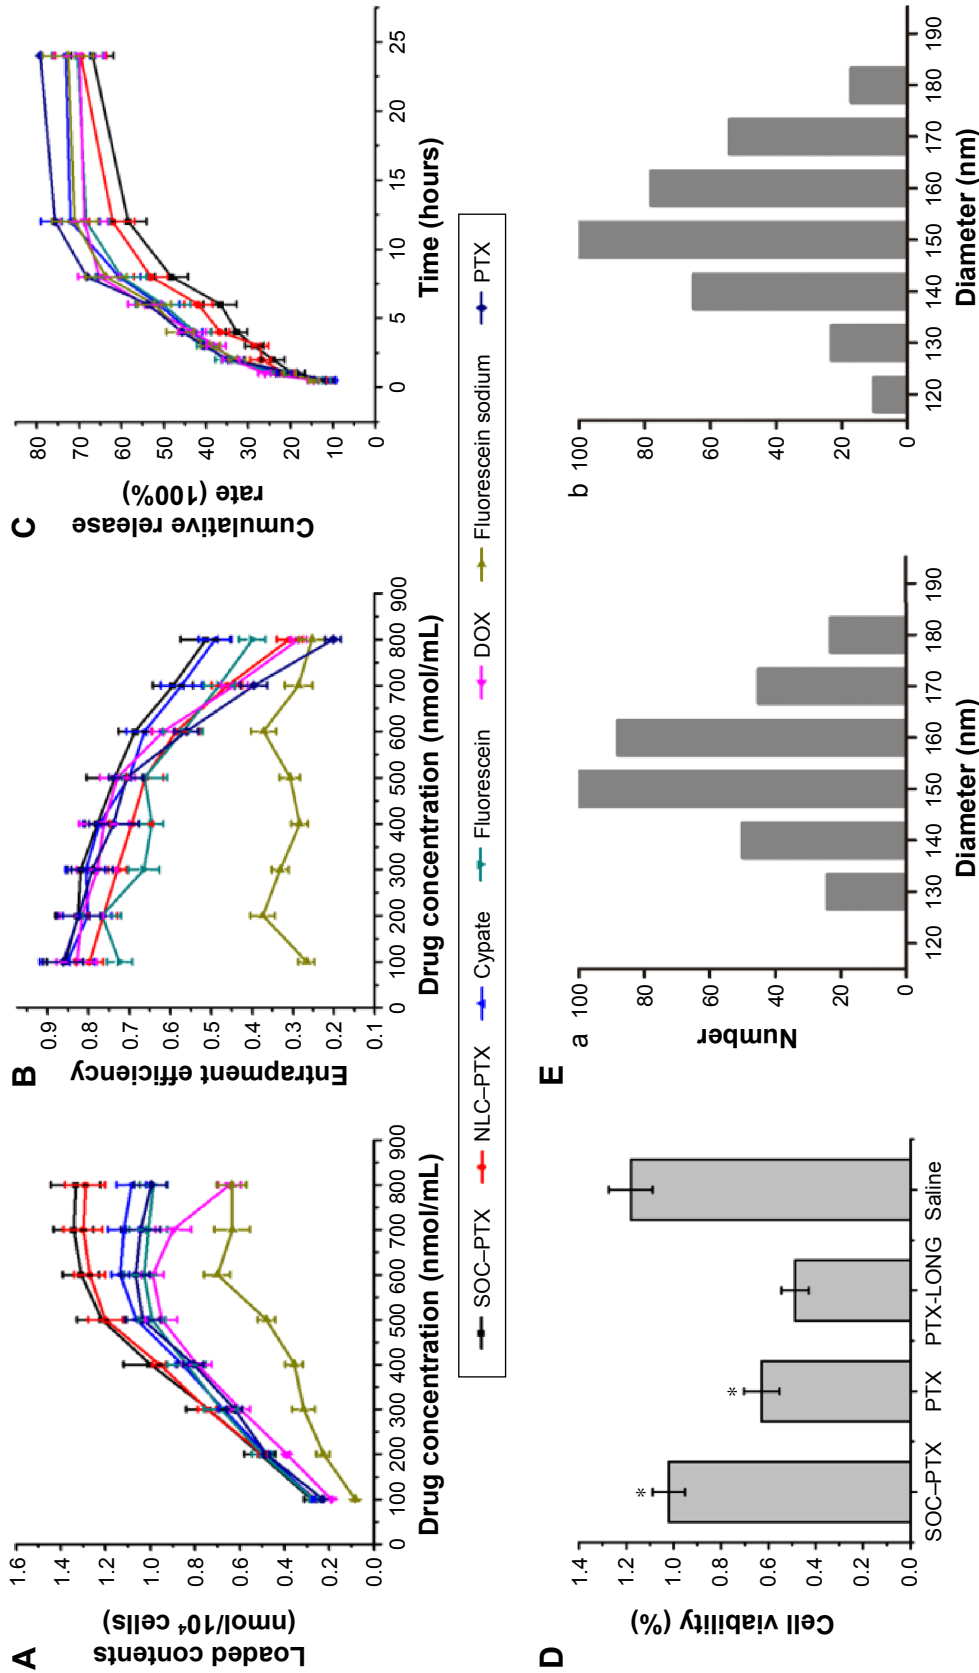 A
Loaded contents
(nmol/10⁴ cells)
1.6
1.4
1.2
1.0
0.8
0.6
0.4
0.2
0.0
0 100 200 300 400 500 600 700 800 900
Drug concentration (nmol/mL)
B
Entrapment efficiency
0.9
0.8
0.7
0.6
0.5
0.4
0.3
0.2
0.1
0 100 200 300 400 500 600 700 800 900
Drug concentration (nmol/mL)
C
Cumulative release
rate (100%)
80
70
60
50
40
30
20
10
0
0 5 10 15 20 25
Time (hours)
SOC–PTX NLC–PTX Cypate Fluorescein DOX Fluorescein sodium PTX
D
Cell viability (%)
1.4
1.2
1.0
0.8
0.6
0.4
0.2
0.0
*
*
SOC–PTX PTX PTX-LONG Saline
E
a
Number
100
80
60
40
20
0
120 130 140 150 160 170 180 190
Diameter (nm)
b
100
80
60
40
20
0
120 130 140 150 160 170 180 190
Diameter (nm)